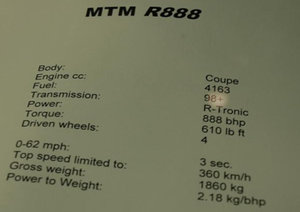 MTM R888
Body: Coupe
Engine cc: 4163
Fuel: 98+
Transmission: R-Tronic
Power: 888 bhp
Torque: 610 lb ft
Driven wheels: 4
0-62 mph: 3 sec.
Top speed limited to: 360 km/h
Gross weight: 1860 kg
Power to Weight: 2.18 kg/bhp